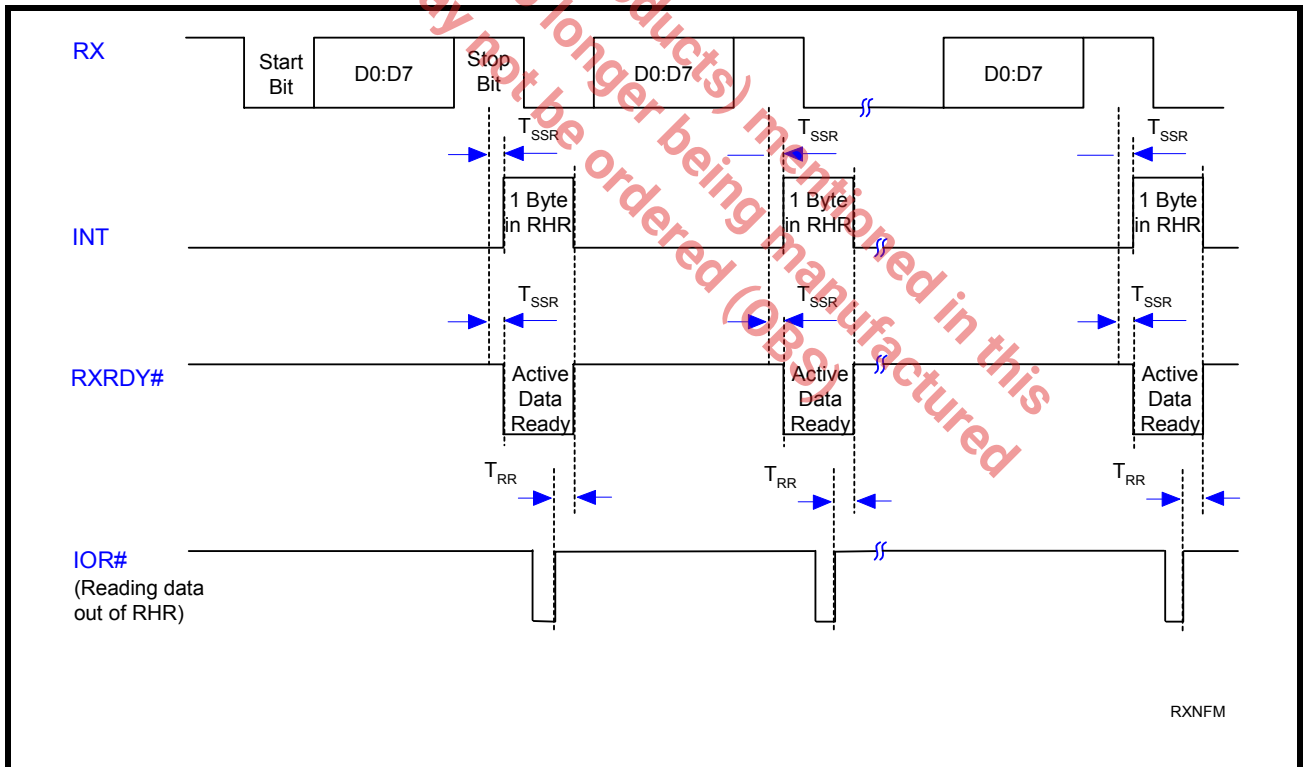 RX
Start
Bit
D0:D7
Stop
Bit
D0:D7
D0:D7
TSSR
TSSR
TSSR
INT
1 Byte
in RHR
1 Byte
in RHR
1 Byte
in RHR
TSSR
TSSR
TSSR
RXRDY#
Active
Data
Ready
Active
Data
Ready
Active
Data
Ready
TRR
TRR
TRR
IOR#
(Reading data
out of RHR)
RXNFM
mentioned in this
longer being manufactured
not be ordered (OBS)